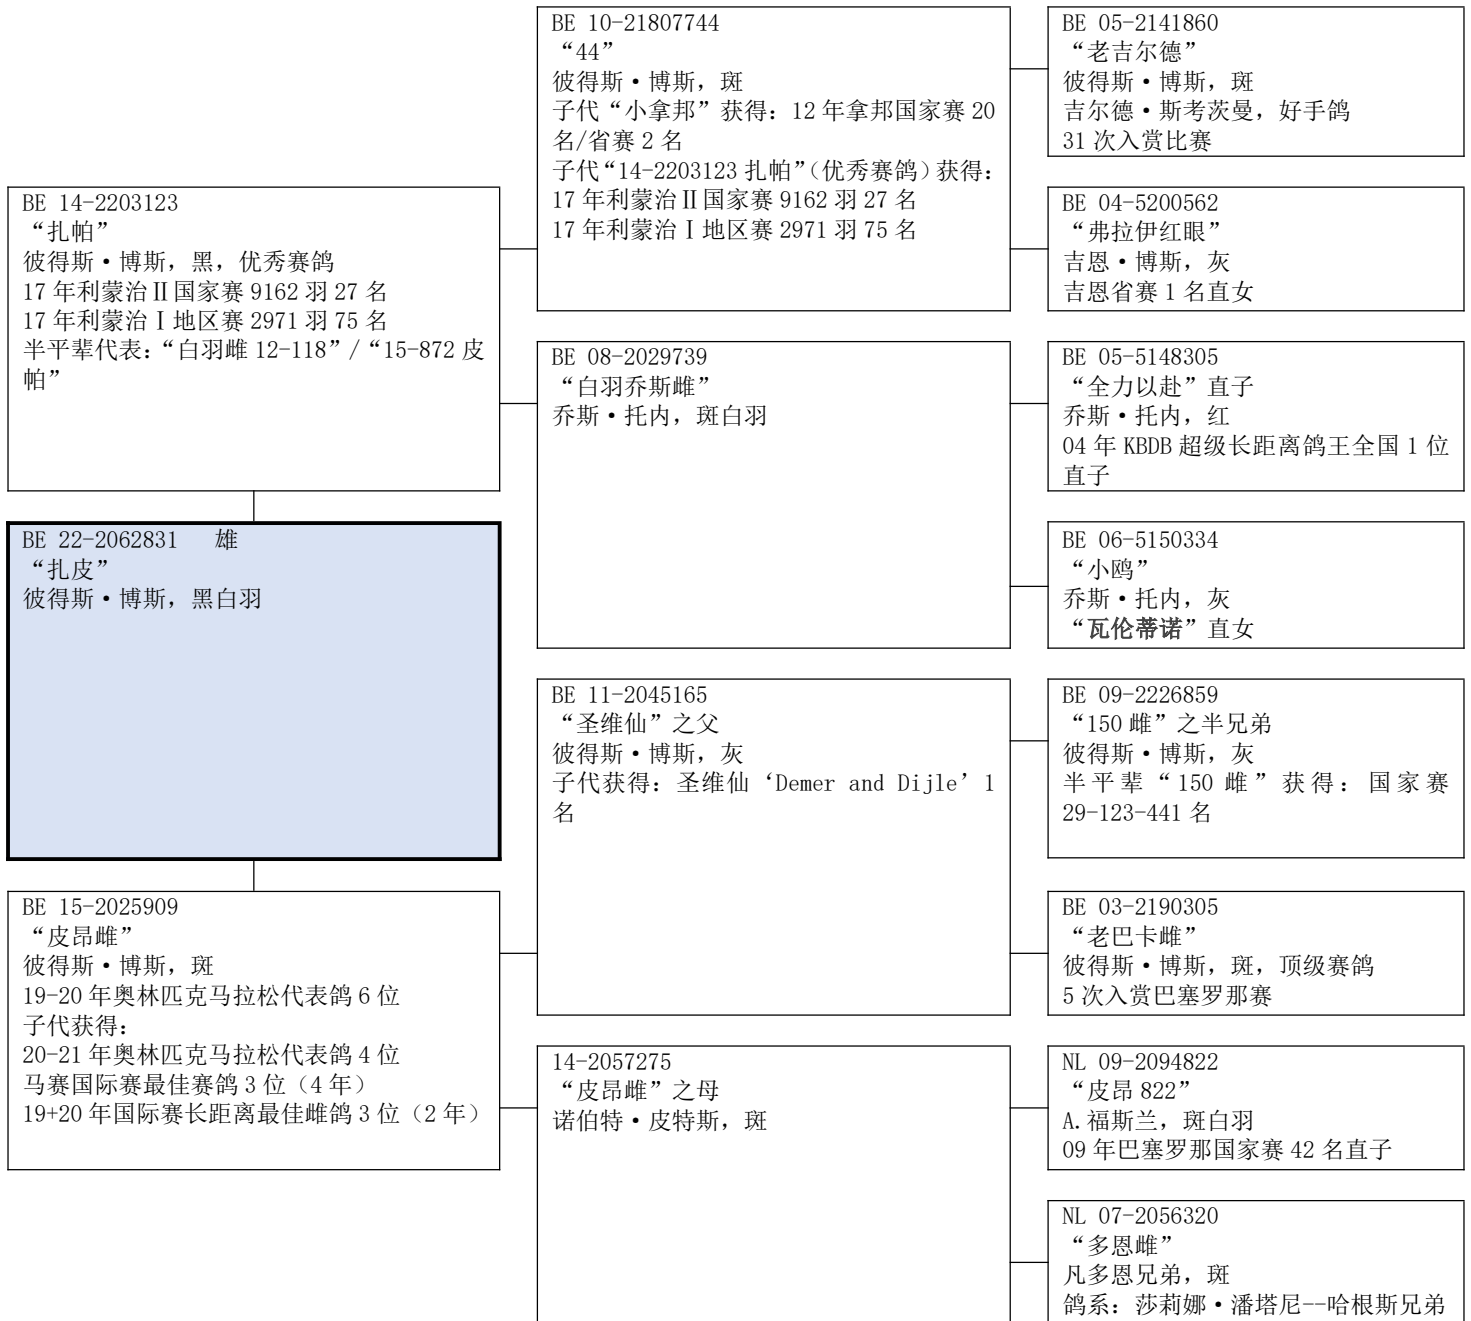 BE 14-2203123
“扎帕”
彼得斯·博斯，黑，优秀赛鸽
17 年利蒙治Ⅱ国家赛 9162 羽 27 名
17 年利蒙治Ⅰ地区赛 2971 羽 75 名
半平辈代表：“白羽雌 12-118”/“15-872 皮
帕”
BE 22-2062831 雄
“扎皮”
彼得斯·博斯，黑白羽
BE 15-2025909
“皮昂雌”
彼得斯·博斯，斑
19-20 年奥林匹克马拉松代表鸽 6 位
子代获得：
20-21 年奥林匹克马拉松代表鸽 4 位
马赛国际赛最佳赛鸽 3 位（4 年）
19+20 年国际赛长距离最佳雌鸽 3 位（2 年）
BE 10-21807744
“44”
彼得斯·博斯，斑
子代“小拿邦”获得：12 年拿邦国家赛 20
名/省赛 2 名
子代“14-2203123 扎帕”（优秀赛鸽）获得：
17 年利蒙治Ⅱ国家赛 9162 羽 27 名
17 年利蒙治Ⅰ地区赛 2971 羽 75 名
BE 08-2029739
“白羽乔斯雌”
乔斯·托内，斑白羽
BE 11-2045165
“圣维仙”之父
彼得斯·博斯，灰
子代获得：圣维仙‘Demer and Dijle’1
名
14-2057275
“皮昂雌”之母
诺伯特·皮特斯，斑
BE 05-2141860
“老吉尔德”
彼得斯·博斯，斑
吉尔德·斯考茨曼，好手鸽
31 次入赏比赛
BE 04-5200562
“弗拉伊红眼”
吉恩·博斯，灰
吉恩省赛 1 名直女
BE 05-5148305
“全力以赴”直子
乔斯·托内，红
04 年 KBDB 超级长距离鸽王全国 1 位
直子
BE 06-5150334
“小鸥”
乔斯·托内，灰
“瓦伦蒂诺”直女
BE 09-2226859
“150 雌”之半兄弟
彼得斯·博斯，灰
半平辈“150 雌”获得：国家赛
29-123-441 名
BE 03-2190305
“老巴卡雌”
彼得斯·博斯，斑，顶级赛鸽
5 次入赏巴塞罗那赛
NL 09-2094822
“皮昂 822”
A.福斯兰，斑白羽
09 年巴塞罗那国家赛 42 名直子
NL 07-2056320
“多恩雌”
凡多恩兄弟，斑
鸽系：莎莉娜·潘塔尼--哈根斯兄弟